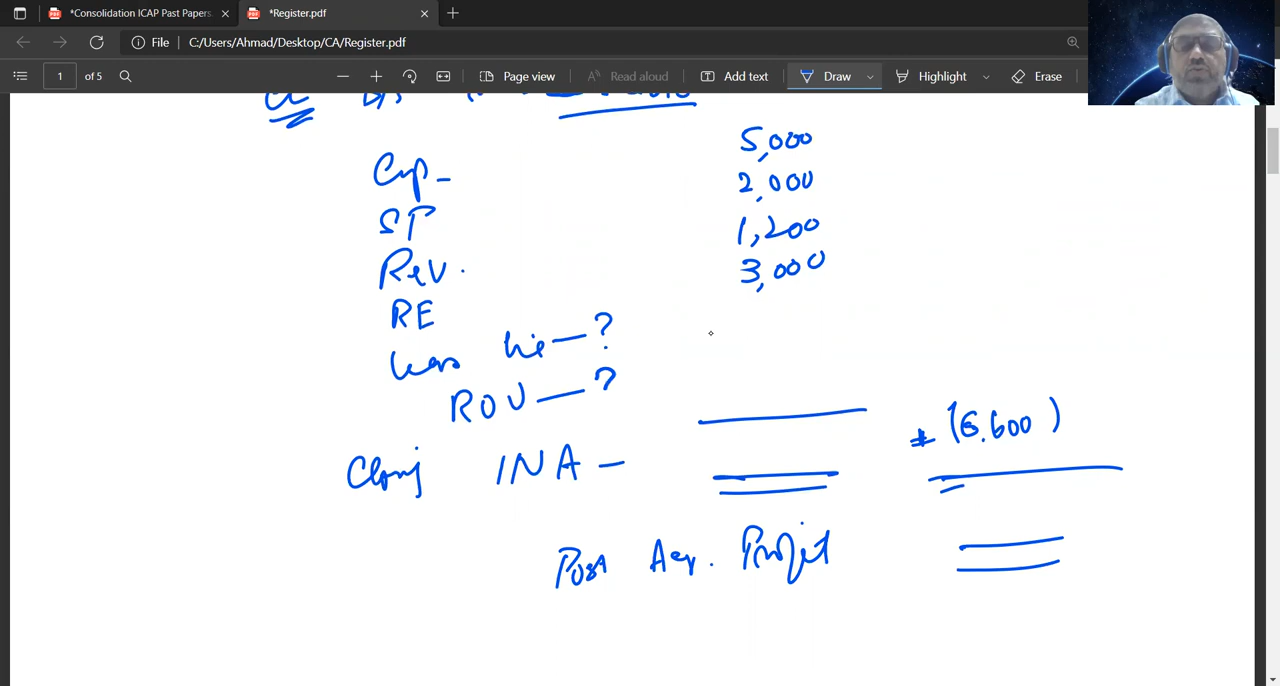 *Consolidation ICAP Past Papers.
*Register.pdf
File C:/Users/Ahmad/Desktop/CA/Register.pdf
1 of 5 Page view Read aloud Add text Draw Highlight Erase
5,000
Cap - 2,000
SP 1,200
Rev. 3,000
RE
— ?
ROU — ?
INA — (6,600)
Post Acq. Profit